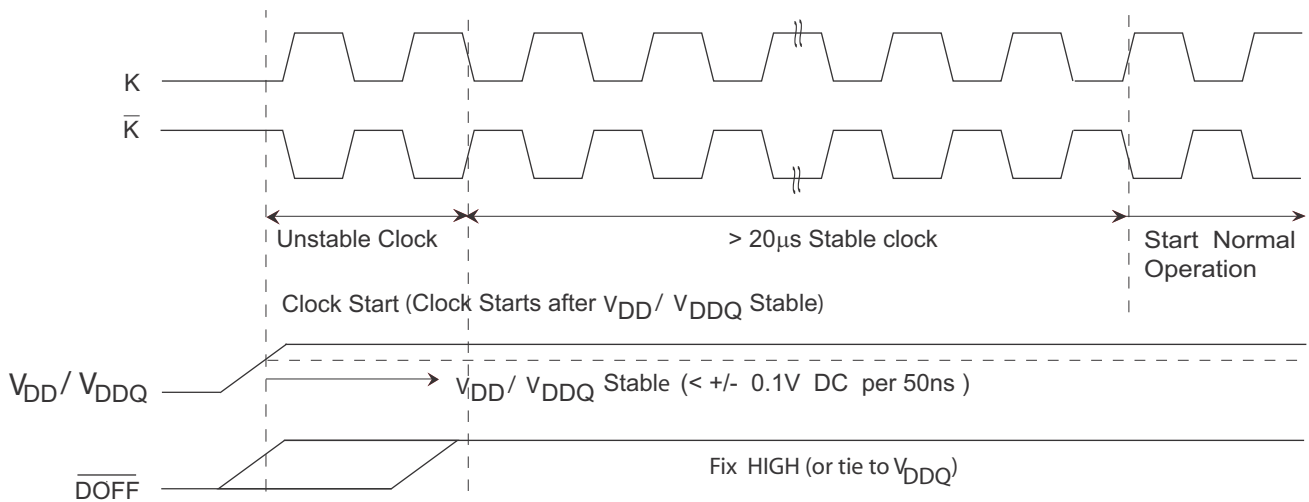 K
K̅
Unstable Clock
> 20μs Stable clock
Start Normal
Operation
Clock Start (Clock Starts after VDD / VDDQ Stable)
VDD / VDDQ
VDD / VDDQ Stable (< +/- 0.1V DC per 50ns )
Fix HIGH (or tie to VDDQ)
D̅O̅F̅F̅